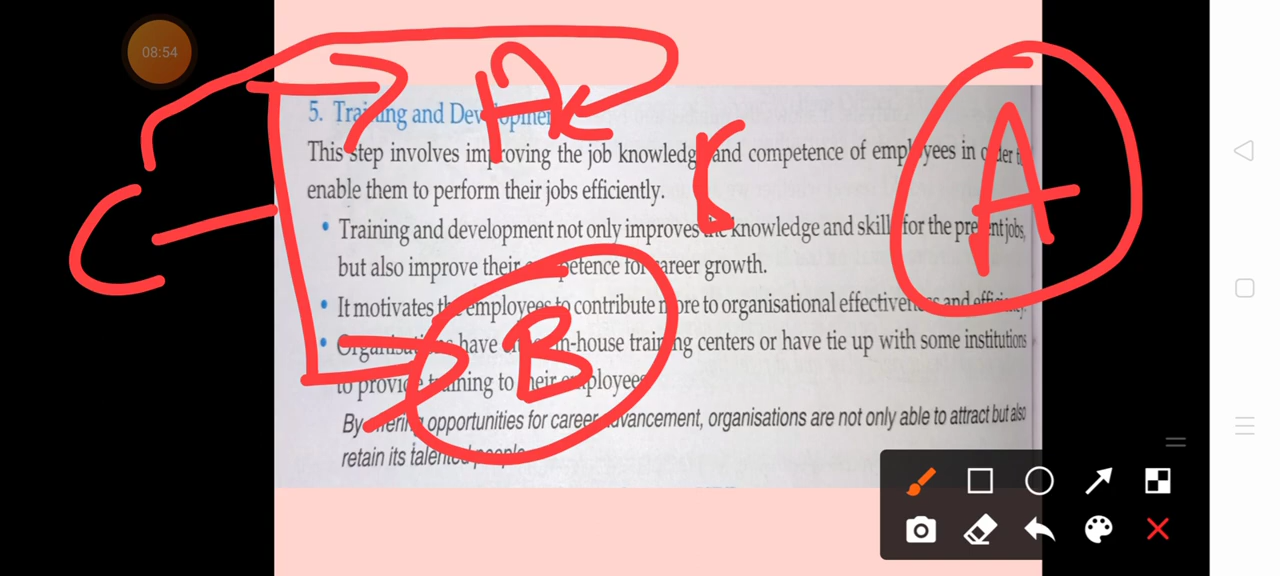 08:54
5. Training and Development
This step involves improving the job knowledge and competence of employees in order to
enable them to perform their jobs efficiently.
• Training and development not only improves the knowledge and skills for the present jobs,
but also improve their competence for career growth.
• It motivates the employees to contribute more to organisational effectiveness and efficiency.
• Organisations have either in-house training centers or have tie up with some institutions
to provide training to their employees.
By offering opportunities for career advancement, organisations are not only able to attract but also
retain its talented people.
A
B